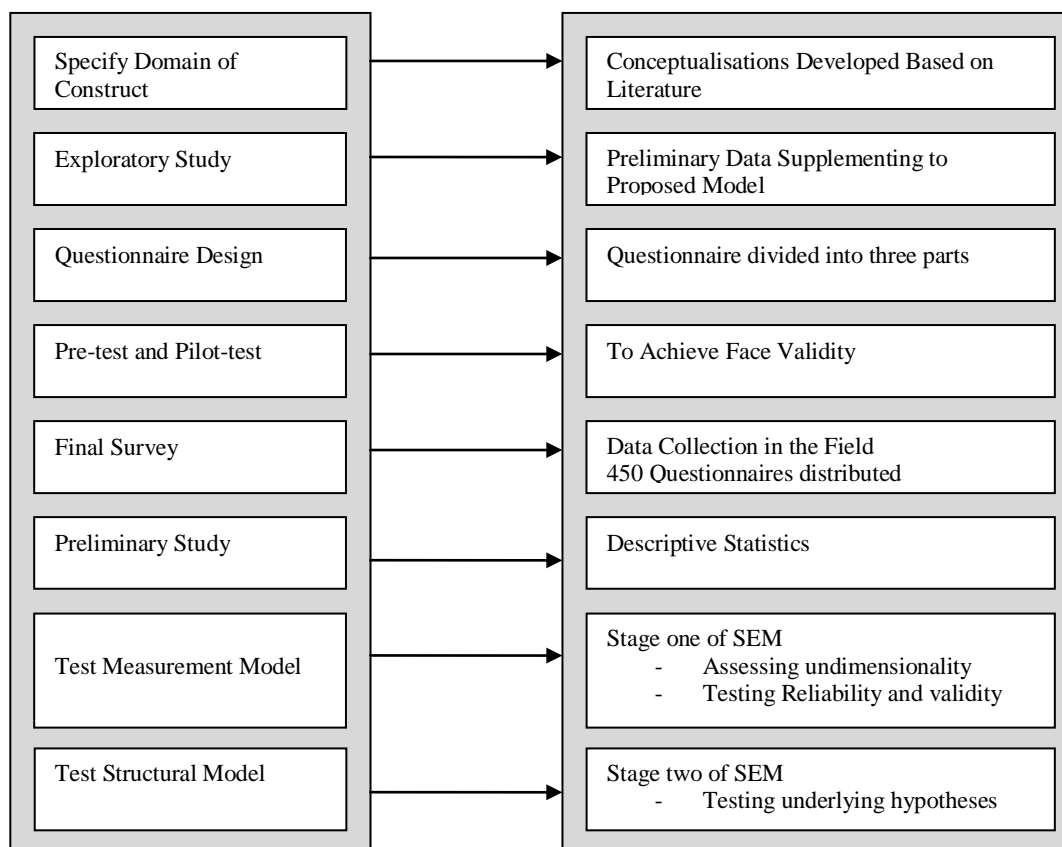 Specify Domain of
Construct
Conceptualisations Developed Based on
Literature
Exploratory Study
Preliminary Data Supplementing to
Proposed Model
Questionnaire Design
Questionnaire divided into three parts
Pre-test and Pilot-test
To Achieve Face Validity
Final Survey
Data Collection in the Field
450 Questionnaires distributed
Preliminary Study
Descriptive Statistics
Test Measurement Model
Stage one of SEM
- Assessing undimensionality
- Testing Reliability and validity
Test Structural Model
Stage two of SEM
- Testing underlying hypotheses